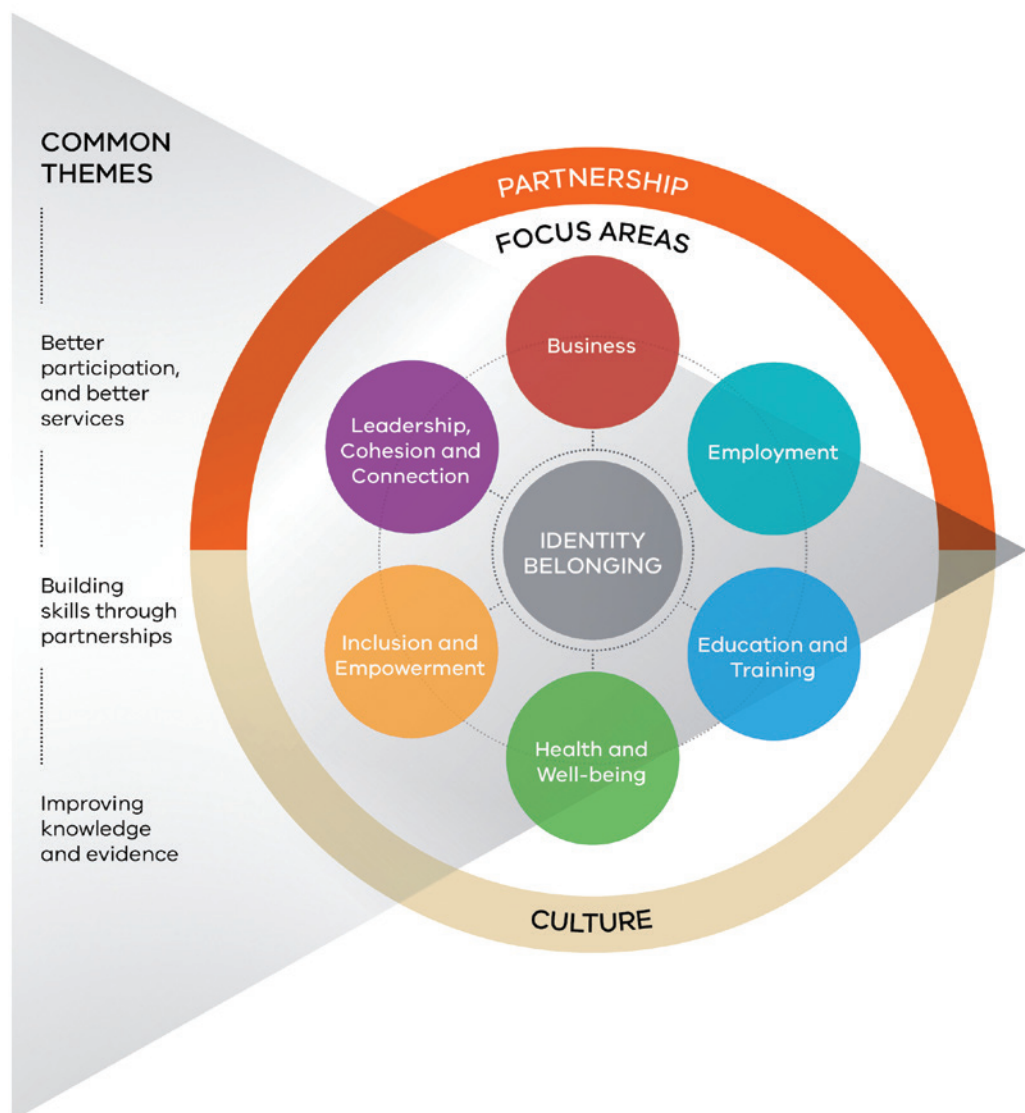 COMMON
THEMES
Better
participation,
and better
services
Building
skills through
partnerships
Improving
knowledge
and evidence
PARTNERSHIP
FOCUS AREAS
Business
Employment
Education and
Training
Health and
Well-being
Inclusion and
Empowerment
Leadership,
Cohesion and
Connection
IDENTITY
BELONGING
CULTURE